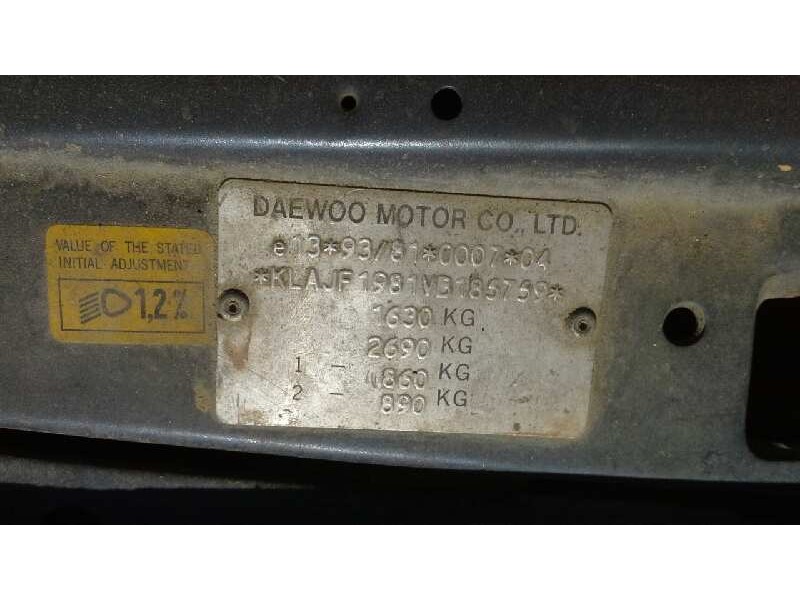 VALUE OF THE STATED
INITIAL ADJUSTMENT
1,2%
DAEWOO MOTOR CO., LTD.
e13*93/81*0007*04
*KLAJF1981VB186769*
1630 KG
2690 KG
1 - 860 KG
2 - 890 KG